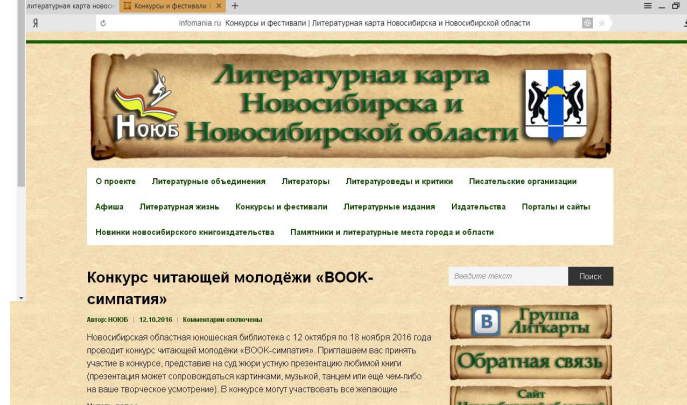 литературная карта новоси
Конкурсы и фестивали |
Я
infomania.ru Конкурсы и фестивали | Литературная карта Новосибирска и Новосибирской области
Литературная карта
Новосибирска и
Новосибирской области
НОЮБ
О проекте Литературные объединения Литераторы Литературоведы и критики Писательские организации
Афиша Литературная жизнь Конкурсы и фестивали Литературные издания Издательства Порталы и сайты
Новинки новосибирского книгоиздательства Памятники и литературные места города и области
Конкурс читающей молодёжи «BOOK-
симпатия»
Введите текст
Поиск
Автор: НОЮБ | 12.10.2016 | Комментарии отключены
Новосибирская областная юношеская библиотека с 12 октября по 18 ноября 2016 года
проводит конкурс читающей молодёжи «BOOK-симпатия». Приглашаем вас принять
участие в конкурсе, представив на суд жюри устную презентацию любимой книги
(презентация может сопровождаться картинками, музыкой, танцем или ещё чем-либо
на ваше творческое усмотрение). В конкурсе могут участвовать все желающие …
В
Группа
Литкарты
Обратная связь
Сайт